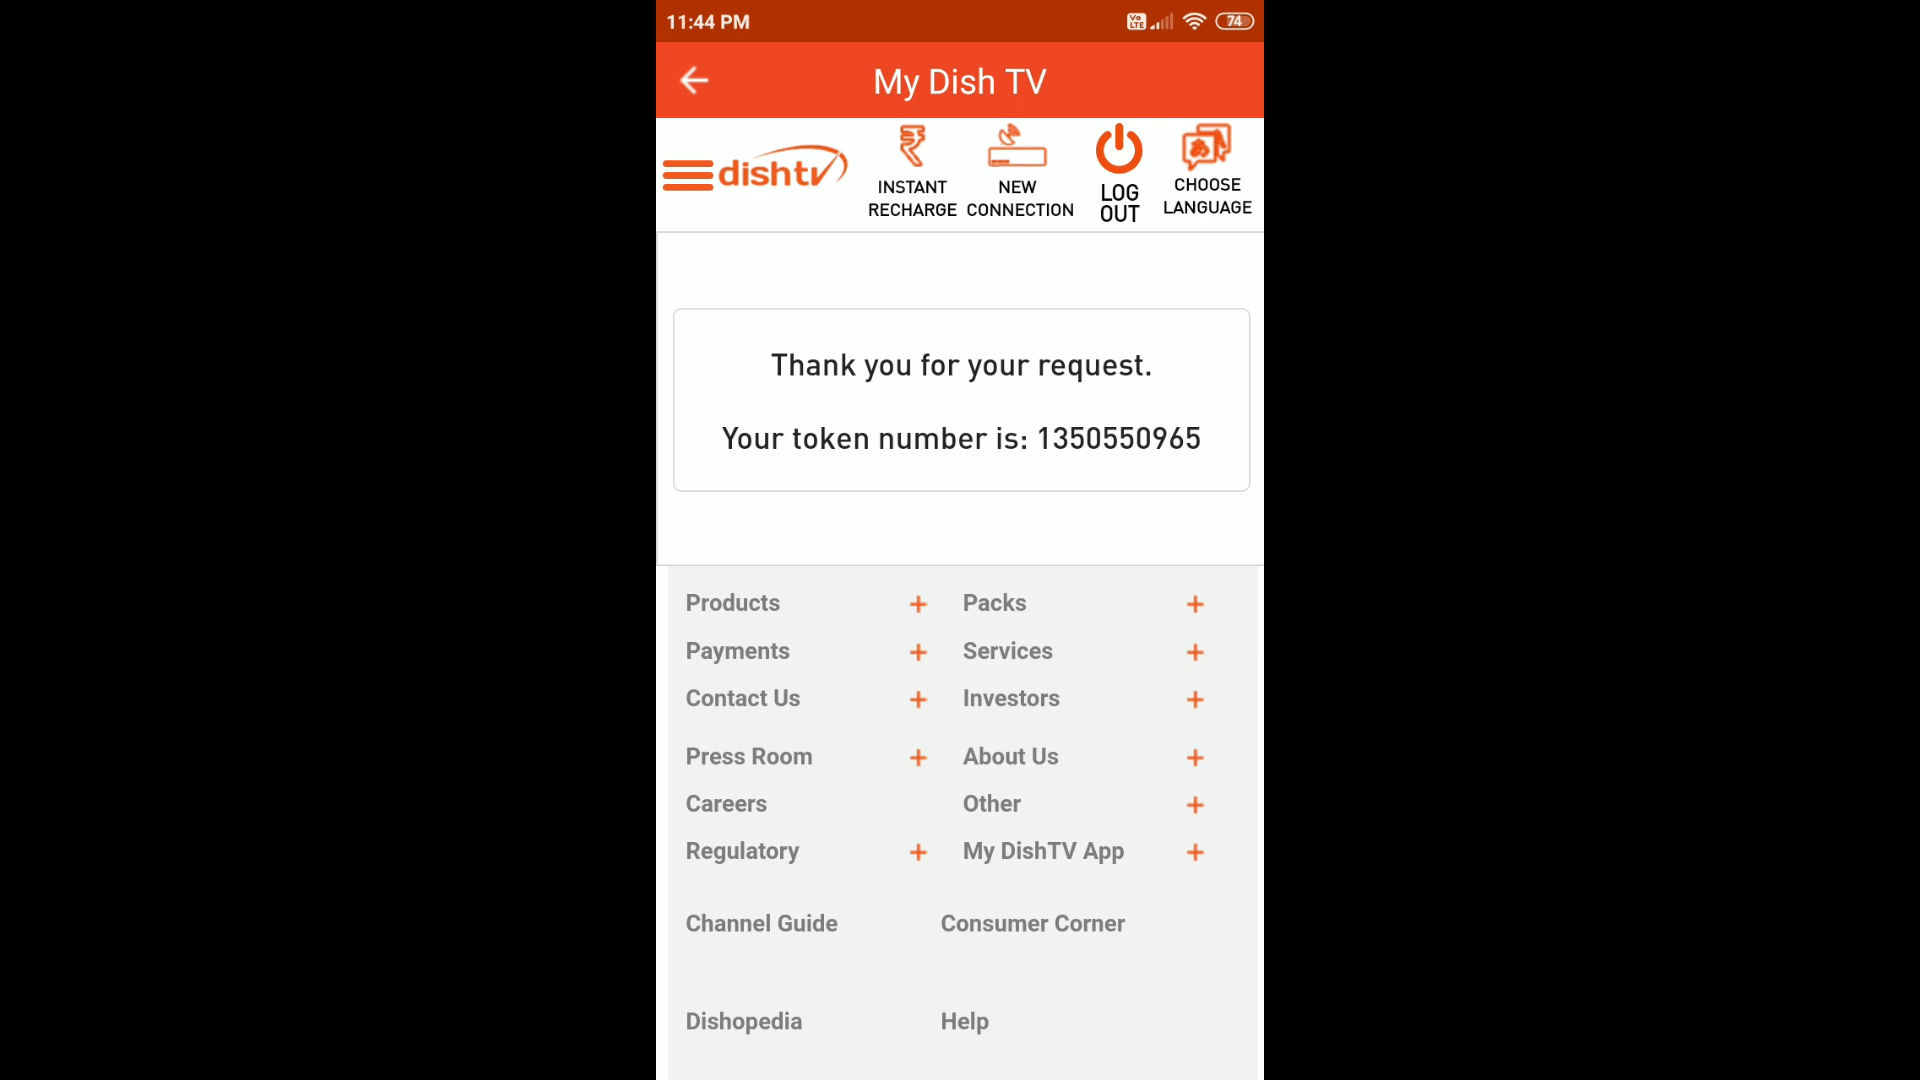 11:44 PM
Vo LTE
74
My Dish TV
dishtv
INSTANT
RECHARGE
NEW
CONNECTION
LOG
OUT
CHOOSE
LANGUAGE
Thank you for your request.
Your token number is: 1350550965
Products + Packs +
Payments + Services +
Contact Us + Investors +
Press Room + About Us +
Careers Other +
Regulatory + My DishTV App +
Channel Guide Consumer Corner
Dishopedia Help